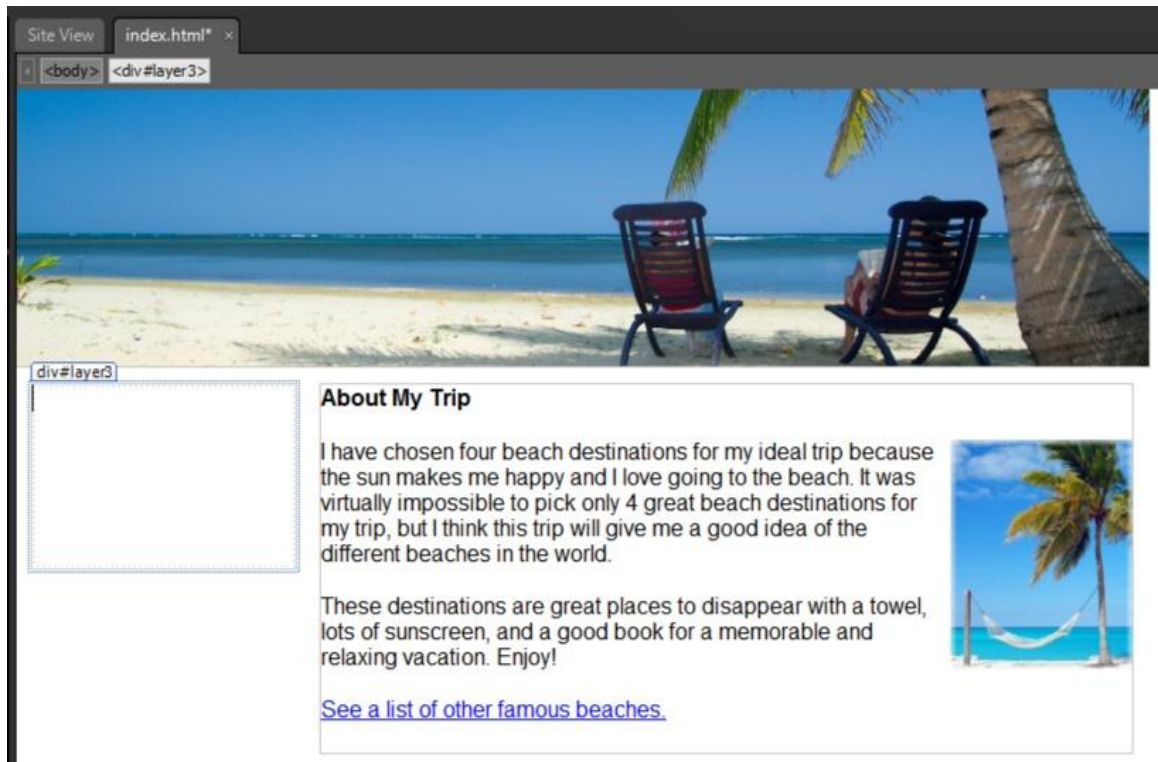 Site View index.html* ×
<body> <div#layer3>
div#layer3
About My Trip
I have chosen four beach destinations for my ideal trip because
the sun makes me happy and I love going to the beach. It was
virtually impossible to pick only 4 great beach destinations for
my trip, but I think this trip will give me a good idea of the
different beaches in the world.
These destinations are great places to disappear with a towel,
lots of sunscreen, and a good book for a memorable and
relaxing vacation. Enjoy!
See a list of other famous beaches.